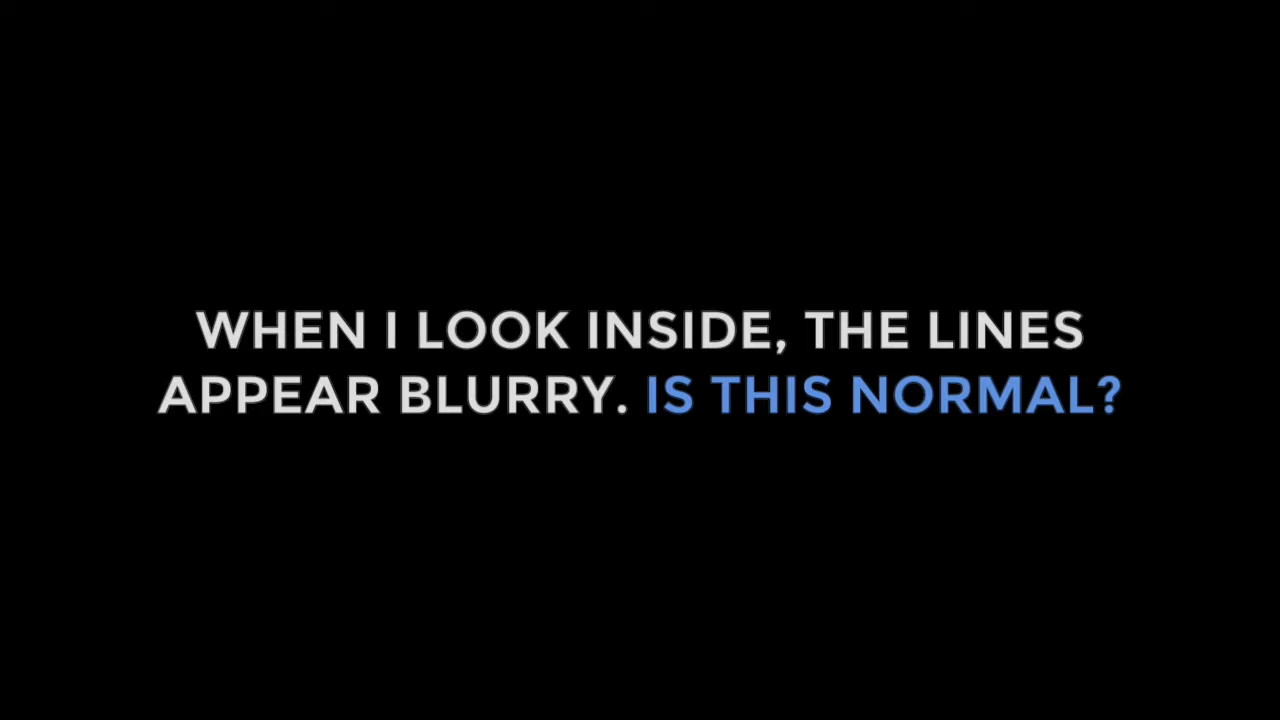 WHEN I LOOK INSIDE, THE LINES
APPEAR BLURRY. IS THIS NORMAL?